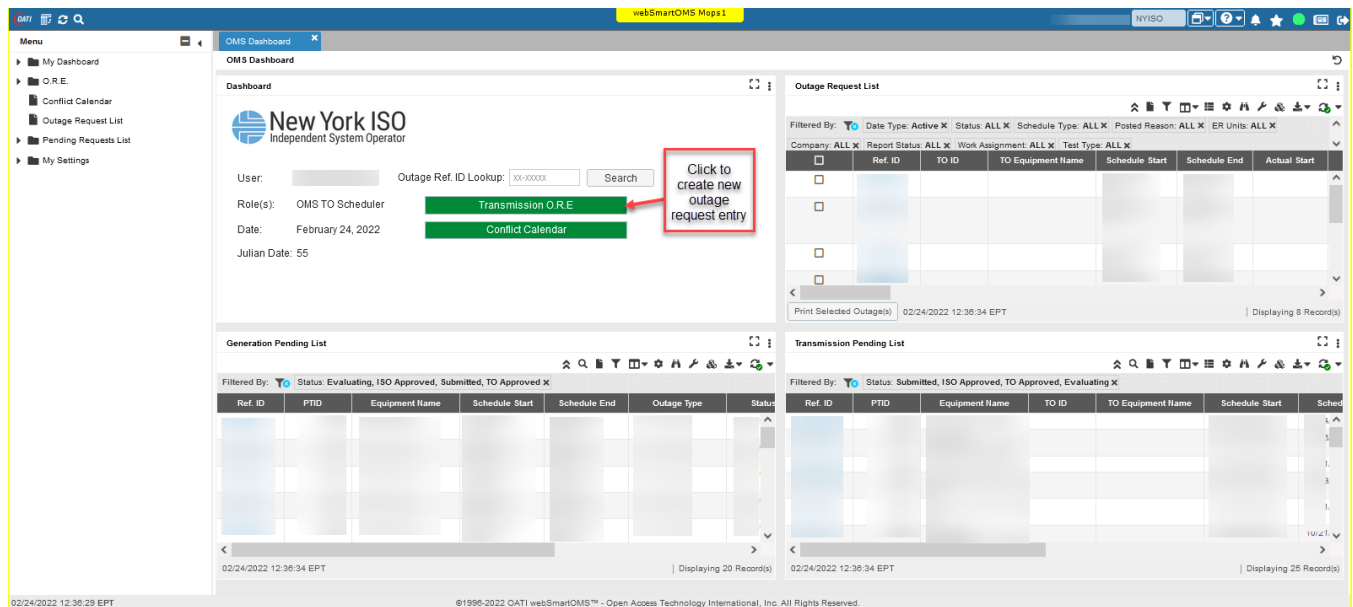 OATI
webSmartOMS Mops1
NYISO
Menu
My Dashboard
O.R.E.
Conflict Calendar
Outage Request List
Pending Requests List
My Settings
OMS Dashboard X
OMS Dashboard
Dashboard
New York ISO
Independent System Operator
User:
Outage Ref. ID Lookup: XX-XXXXX Search
Role(s): OMS TO Scheduler
Transmission O.R.E
Date: February 24, 2022
Conflict Calendar
Julian Date: 55
Click to
create new
outage
request entry
Outage Request List
Filtered By: Date Type: Active X Status: ALL X Schedule Type: ALL X Posted Reason: ALL X ER Units: ALL X
Company: ALL X Report Status: ALL X Work Assignment: ALL X Test Type: ALL X
Ref. ID TO ID TO Equipment Name Schedule Start Schedule End Actual Start
Print Selected Outage(s) 02/24/2022 12:36:34 EPT | Displaying 8 Record(s)
Generation Pending List
Filtered By: Status: Evaluating, ISO Approved, Submitted, TO Approved X
Ref. ID PTID Equipment Name Schedule Start Schedule End Outage Type Status
02/24/2022 12:36:34 EPT | Displaying 20 Record(s)
Transmission Pending List
Filtered By: Status: Submitted, ISO Approved, TO Approved, Evaluating X
Ref. ID PTID Equipment Name TO ID TO Equipment Name Schedule Start Sched
02/24/2022 12:36:34 EPT | Displaying 25 Record(s)
02/24/2022 12:36:29 EPT
©1996-2022 OATI webSmartOMS™ - Open Access Technology International, Inc. All Rights Reserved.